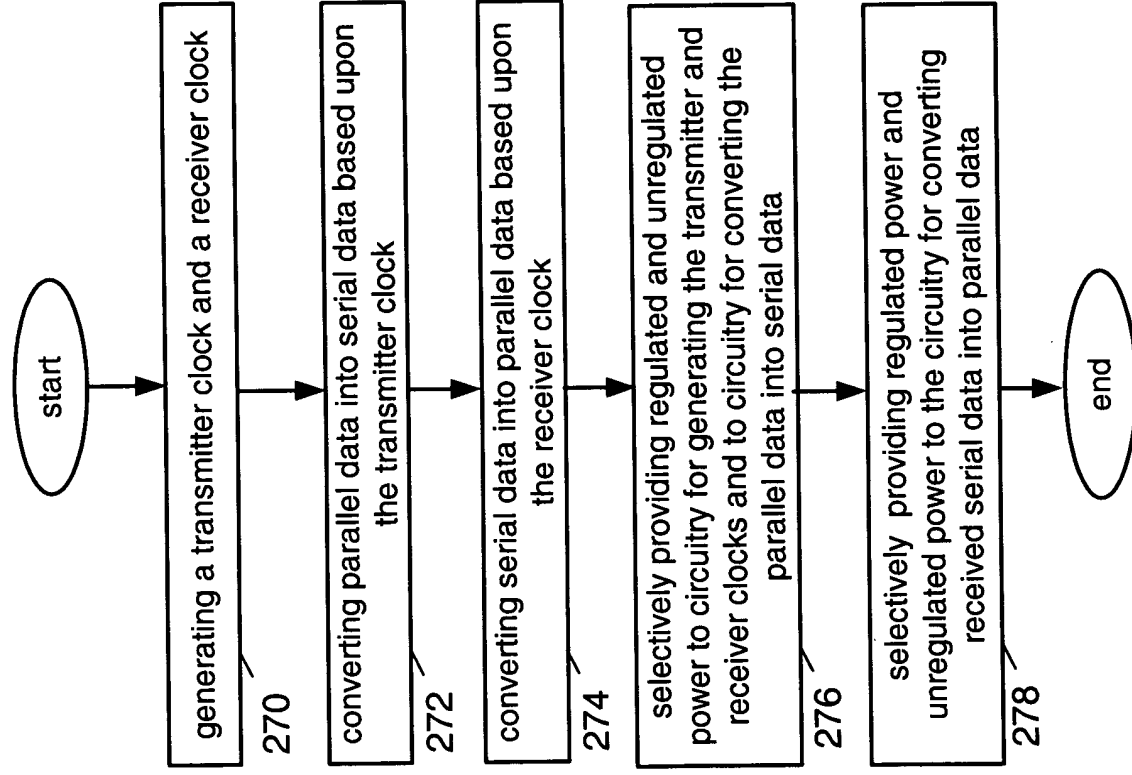 start
generating a transmitter clock and a receiver clock
270
converting parallel data into serial data based upon
the transmitter clock
272
converting serial data into parallel data based upon
the receiver clock
274
selectively providing regulated and unregulated
power to circuitry for generating the transmitter and
receiver clocks and to circuitry for converting the
parallel data into serial data
276
selectively providing regulated power and
unregulated power to the circuitry for converting
received serial data into parallel data
278
end